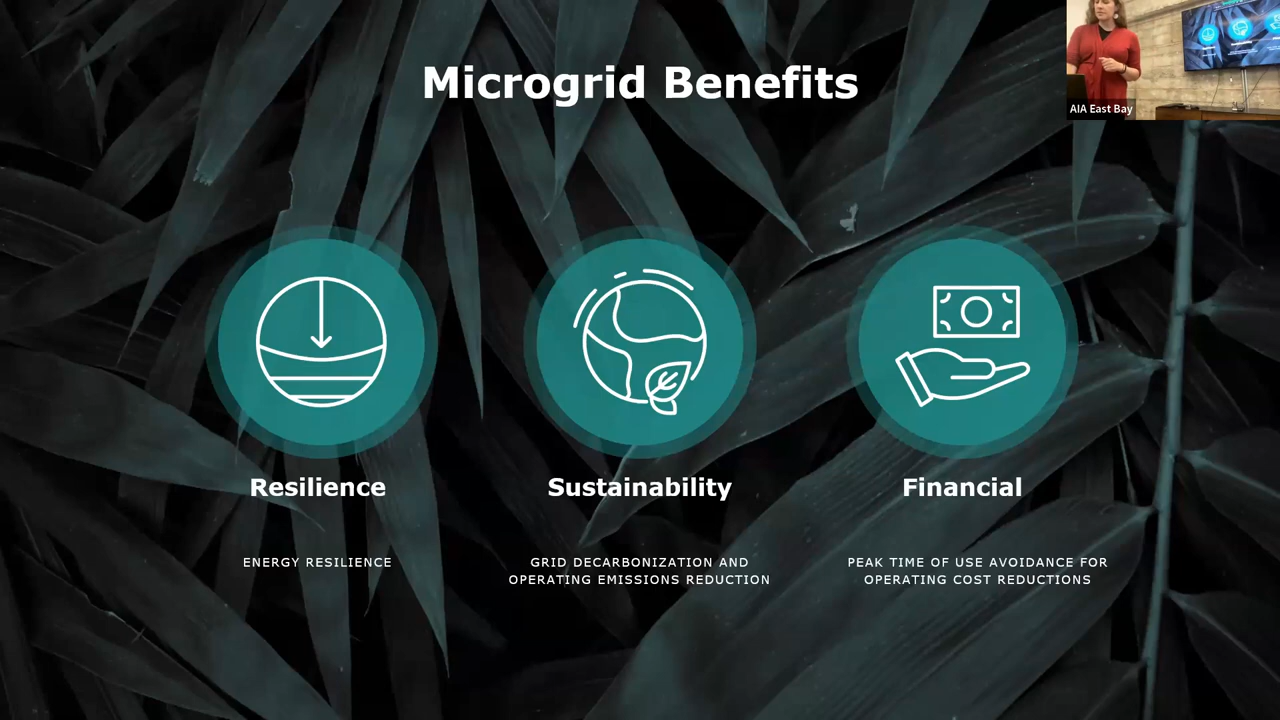 Microgrid Benefits
AIA East Bay
Resilience
Sustainability
Financial
ENERGY RESILIENCE
GRID DECARBONIZATION AND
OPERATING EMISSIONS REDUCTION
PEAK TIME OF USE AVOIDANCE FOR
OPERATING COST REDUCTIONS